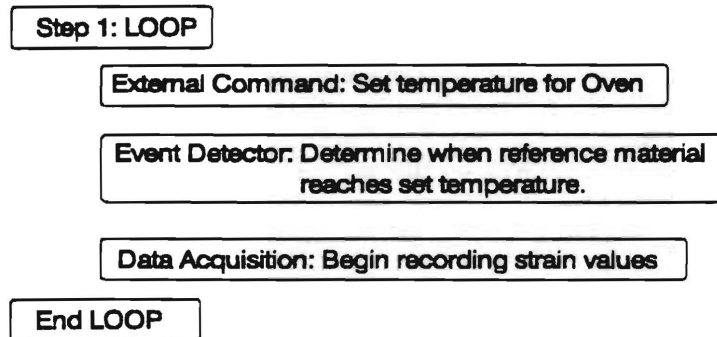 Step 1: LOOP
External Command: Set temperature for Oven
Event Detector: Determine when reference material
reaches set temperature.
Data Acquisition: Begin recording strain values
End LOOP